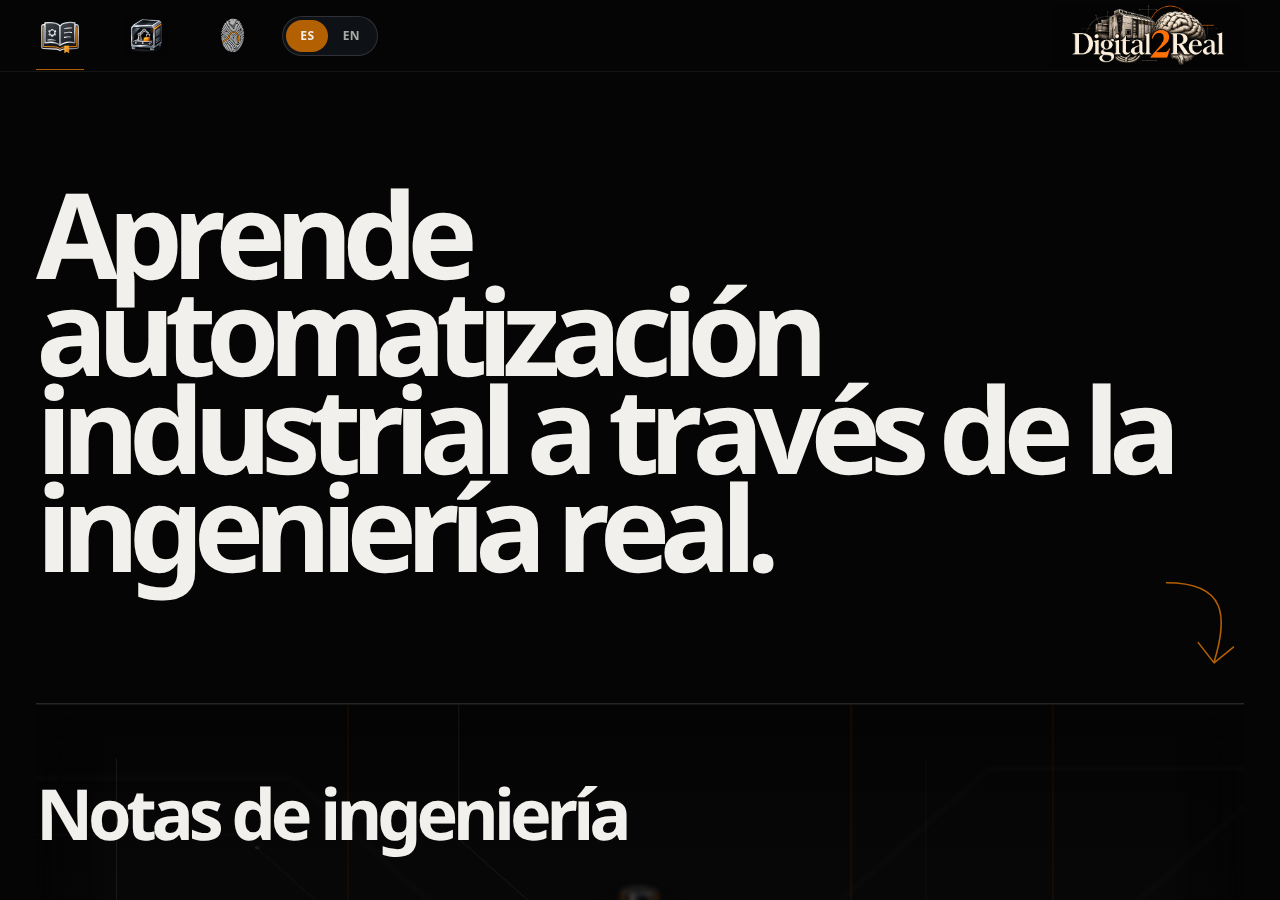 ES EN
Digital2Real
Aprende
automatización
industrial a través de la
ingeniería real.
Notas de ingeniería